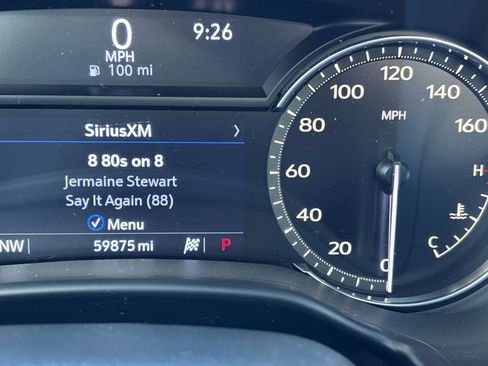 0
9:26
MPH
100 mi
SiriusXM
8 80s on 8
Jermaine Stewart
Say It Again (88)
Menu
NW
59875 mi
P
0
20
40
60
80
100
120
140
160
MPH
H
C